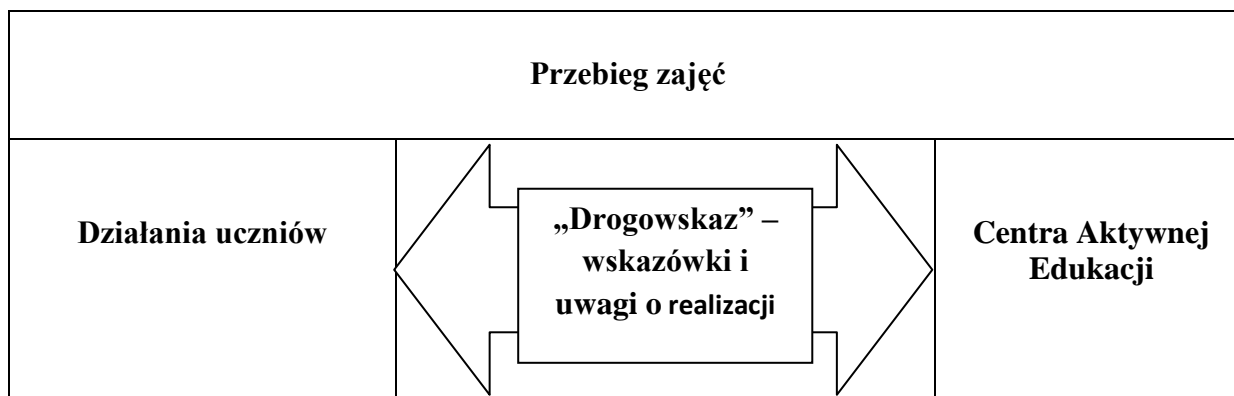 Przebieg zajęć
Działania uczniów
„Drogowskaz” –
wskazówki i
uwagi o realizacji
Centra Aktywnej
Edukacji